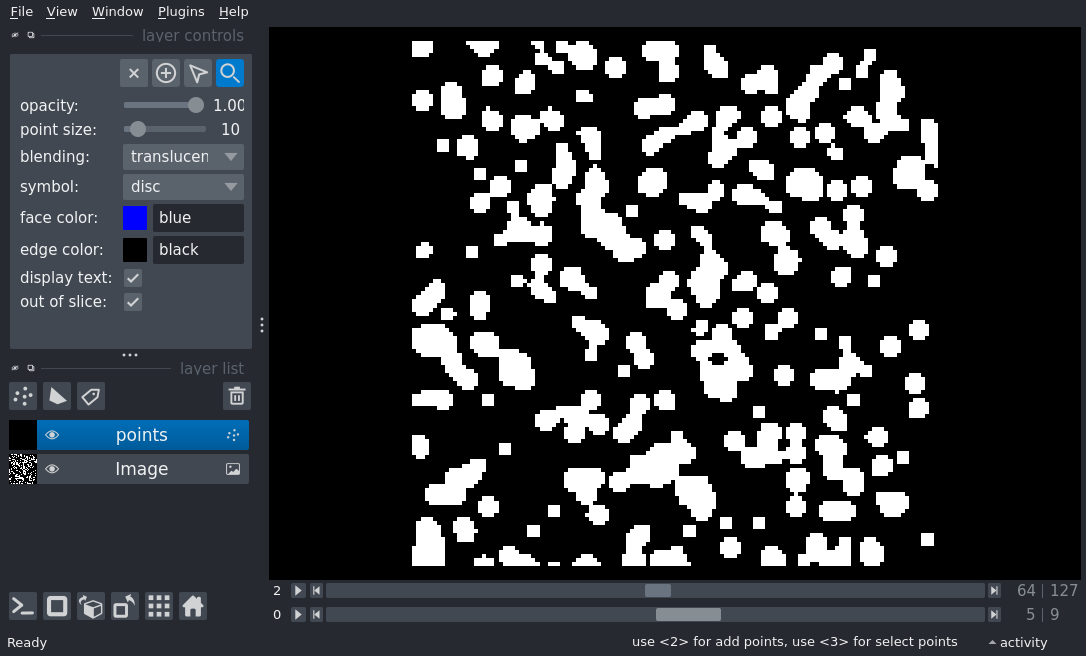 File View Window Plugins Help
layer controls
opacity: 1.00
point size: 10
blending: translucen
symbol: disc
face color: blue
edge color: black
display text:
out of slice:
layer list
points
Image
2 64 127
0 5 9
Ready use <2> for add points, use <3> for select points activity